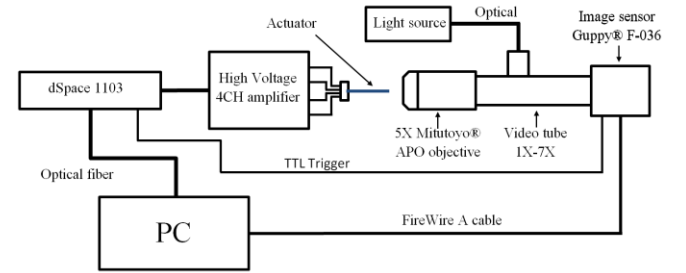 Actuator
Light source
Optical
Image sensor
Guppy® F-036
dSpace 1103
High Voltage
4CH amplifier
5X Mitutoyo®
APO objective
Video tube
1X-7X
TTL Trigger
Optical fiber
PC
FireWire A cable